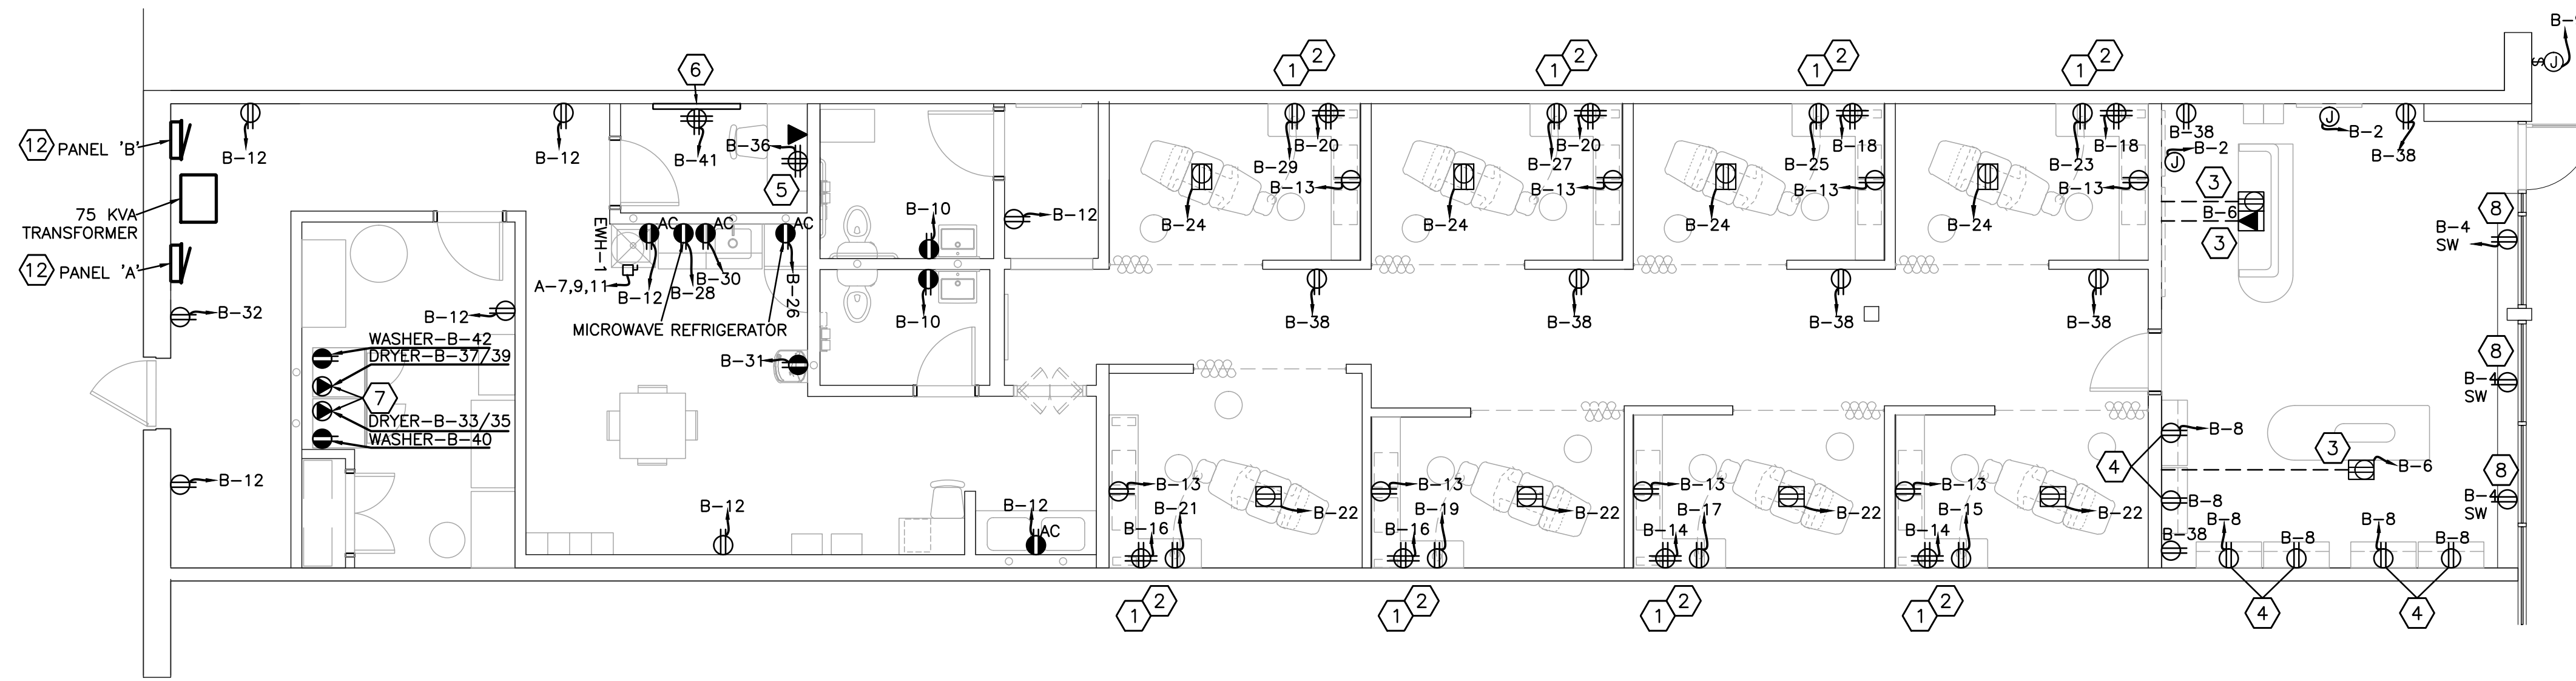 B-
6
1
2
1
2
1
2
1
2
S
J
12
PANEL 'B'
B-12
B-12
B-41
B-36
5
B-29
B-20
B-13
B-24
B-27
B-20
B-13
B-24
B-25
B-18
B-13
B-24
B-23
B-18
B-13
B-24
B-38
J
B-2
J
B-2
B-38
3
B-6
3
8
B-4
SW
75 KVA
TRANSFORMER
12
PANEL 'A'
EWH-1
AC
AC
AC
A-7,9,11
B-12
B-28
B-30
B-26
MICROWAVE REFRIGERATOR
B-10
B-10
B-12
B-32
B-12
B-38
B-38
B-38
B-38
WASHER-B-42
DRYER-B-37/39
7
DRYER-B-33/35
WASHER-B-40
B-31
8
B-4
SW
B-12
B-12
B-12
AC
B-13
B-21
B-16
B-22
B-13
B-19
B-16
B-22
B-13
B-17
B-14
B-22
B-13
B-15
B-14
B-22
4
B-8
B-8
B-38
3
B-6
8
B-4
SW
B-8
B-8
B-8
B-8
1
2
1
2
1
2
1
2
4
4